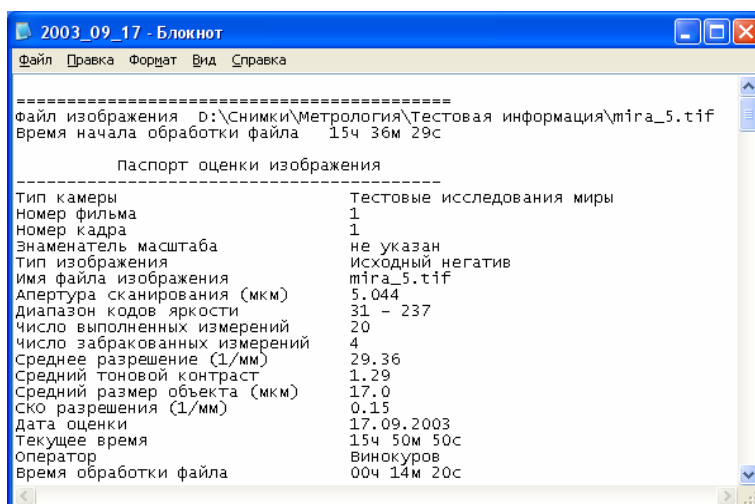 2003_09_17 - Блокнот
Файл Правка Формат Вид Справка
===========================================
Файл изображения D:\Снимки\Метрология\Тестовая информация\mira_5.tif
Время начала обработки файла 15ч 36м 29с
Паспорт оценки изображения
------------------------------------------
Тип камеры Тестовые исследования миры
Номер фильма 1
Номер кадра 1
Знаменатель масштаба не указан
Тип изображения Исходный негатив
Имя файла изображения mira_5.tif
Апертура сканирования (мкм) 5.044
Диапазон кодов яркости 31 - 237
Число выполненных измерений 20
Число забракованных измерений 4
Среднее разрешение (1/мм) 29.36
Средний тоновой контраст 1.29
Средний размер объекта (мкм) 17.0
СКО разрешения (1/мм) 0.15
Дата оценки 17.09.2003
Текущее время 15ч 50м 50с
Оператор Винокуров
Время обработки файла 00ч 14м 20с